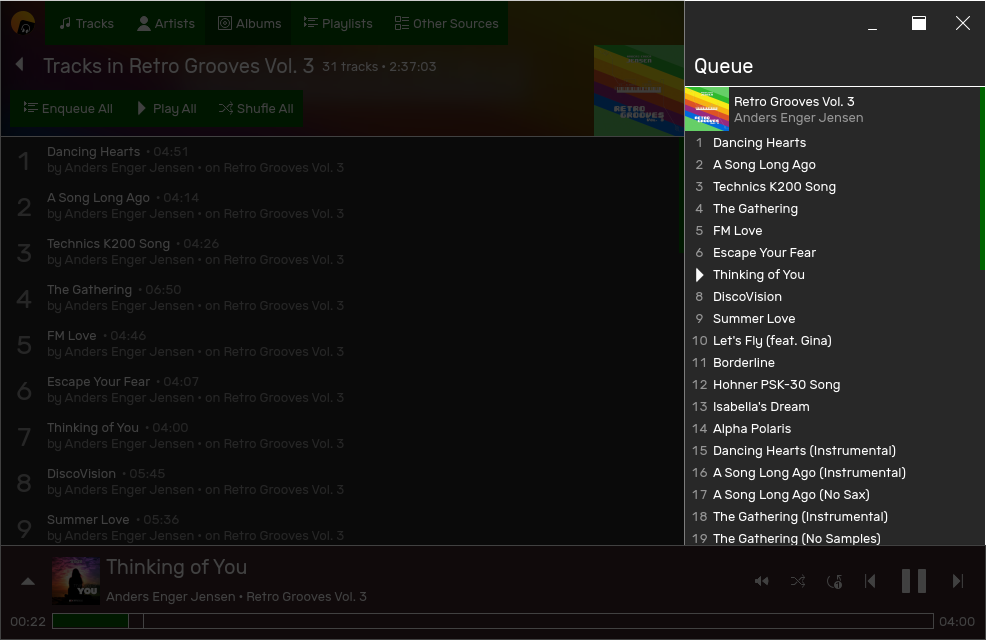 Tracks
Artists
Albums
Playlists
Other Sources
Tracks in Retro Grooves Vol. 3 31 tracks • 2:37:03
Enqueue All
Play All
Shuffle All
RETRO
GROOVES
1
Dancing Hearts • 04:51
by Anders Enger Jensen • on Retro Grooves Vol. 3
2
A Song Long Ago • 04:14
by Anders Enger Jensen • on Retro Grooves Vol. 3
3
Technics K200 Song • 04:26
by Anders Enger Jensen • on Retro Grooves Vol. 3
4
The Gathering • 06:50
by Anders Enger Jensen • on Retro Grooves Vol. 3
5
FM Love • 04:46
by Anders Enger Jensen • on Retro Grooves Vol. 3
6
Escape Your Fear • 04:07
by Anders Enger Jensen • on Retro Grooves Vol. 3
7
Thinking of You • 04:00
by Anders Enger Jensen • on Retro Grooves Vol. 3
8
DiscoVision • 05:45
by Anders Enger Jensen • on Retro Grooves Vol. 3
9
Summer Love • 05:36
by Anders Enger Jensen • on Retro Grooves Vol. 3
Queue
Retro Grooves Vol. 3
Anders Enger Jensen
1 Dancing Hearts
2 A Song Long Ago
3 Technics K200 Song
4 The Gathering
5 FM Love
6 Escape Your Fear
Thinking of You
8 DiscoVision
9 Summer Love
10 Let's Fly (feat. Gina)
11 Borderline
12 Hohner PSK-30 Song
13 Isabella's Dream
14 Alpha Polaris
15 Dancing Hearts (Instrumental)
16 A Song Long Ago (Instrumental)
17 A Song Long Ago (No Sax)
18 The Gathering (Instrumental)
19 The Gathering (No Samples)
YOU
Thinking of You
Anders Enger Jensen • Retro Grooves Vol. 3
00:22
04:00